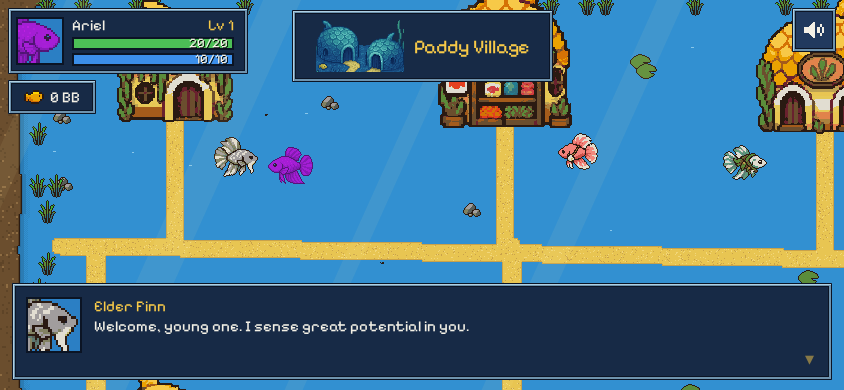 Ariel Lv 1
20/20
10/10
0 BB
Paddy Village
Elder Finn
Welcome, young one. I sense great potential in you.